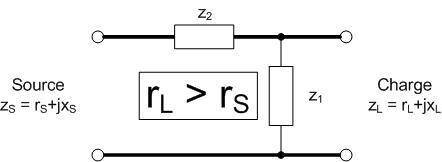 z2
Source
zS = rS+jxS
rL > rS
z1
Charge
zL = rL+jxL